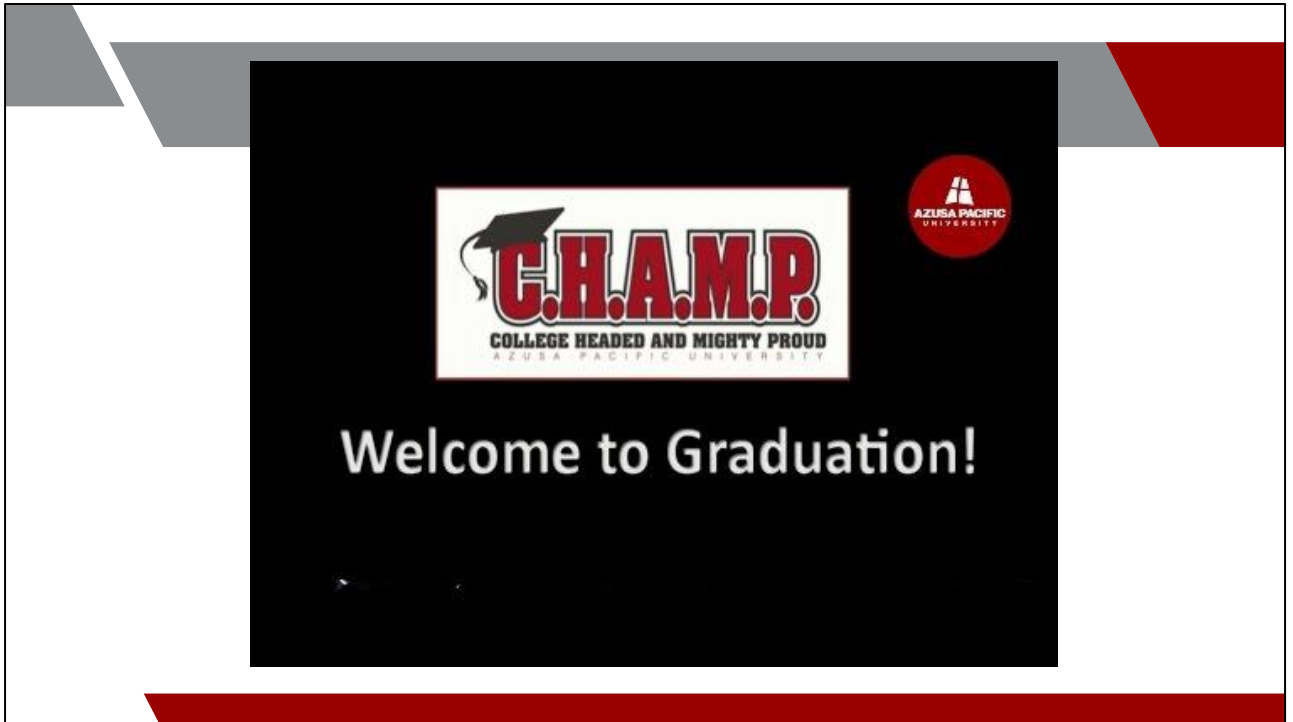 AZUSA PACIFIC
UNIVERSITY
C.H.A.M.P.
COLLEGE HEADED AND MIGHTY PROUD
AZUSA PACIFIC UNIVERSITY
Welcome to Graduation!